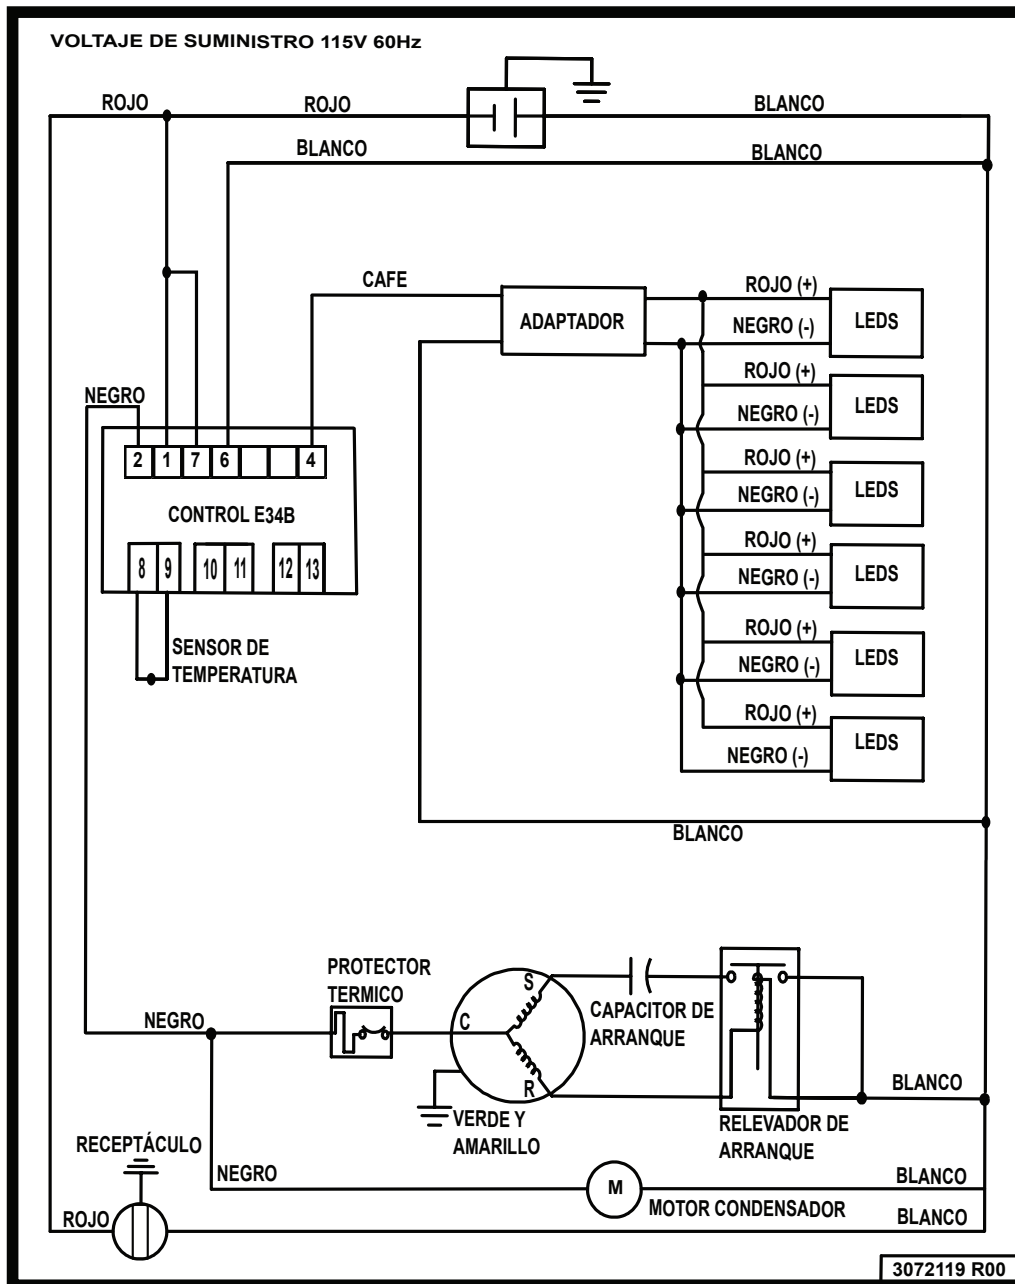 VOLTAJE DE SUMINISTRO 115V 60Hz
ROJO
ROJO
BLANCO
BLANCO
BLANCO
CAFE
ADAPTADOR
ROJO (+)
NEGRO (-)
LEDS
ROJO (+)
NEGRO (-)
LEDS
ROJO (+)
NEGRO (-)
LEDS
ROJO (+)
NEGRO (-)
LEDS
ROJO (+)
NEGRO (-)
LEDS
ROJO (+)
NEGRO (-)
LEDS
NEGRO
2 1 7 6 4
CONTROL E34B
8 9 10 11 12 13
SENSOR DE
TEMPERATURA
BLANCO
PROTECTOR
TERMICO
NEGRO
C
S
R
CAPACITOR DE
ARRANQUE
VERDE Y
AMARILLO
RELEVADOR DE
ARRANQUE
BLANCO
RECEPTÁCULO
NEGRO
M
MOTOR CONDENSADOR
BLANCO
ROJO
BLANCO
3072119 R00